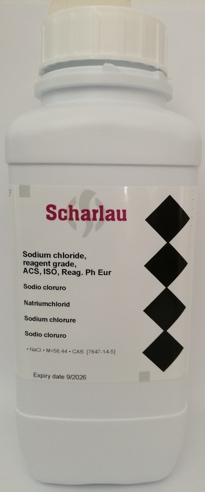 Scharlau
Sodium chloride,
reagent grade,
ACS, ISO, Reag. Ph Eur
Sodio cloruro
Natriumchlorid
Sodium chlorure
Sodio cloruro
• NaCl • M=58.44 • CAS [7647-14-5]
Expiry date 9/2026